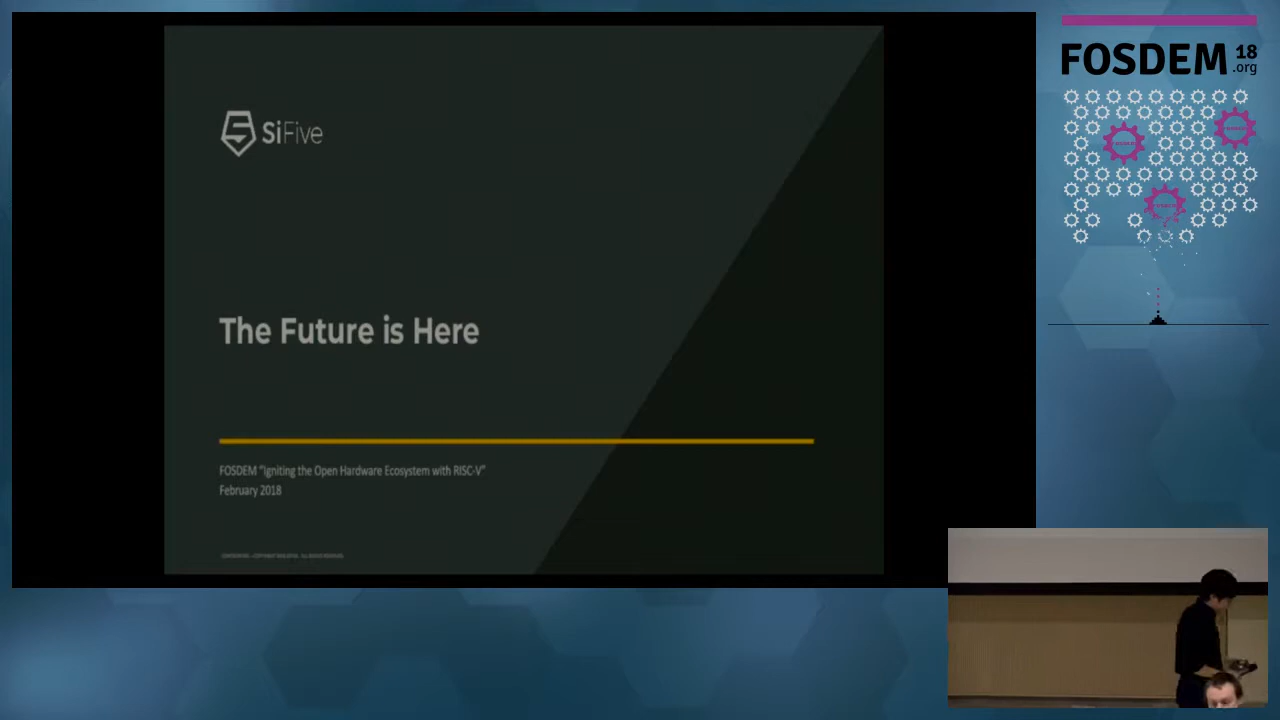 SiFive
The Future is Here
FOSDEM "Igniting the Open Hardware Ecosystem with RISC-V"
February 2018
FOSDEM 18
.org